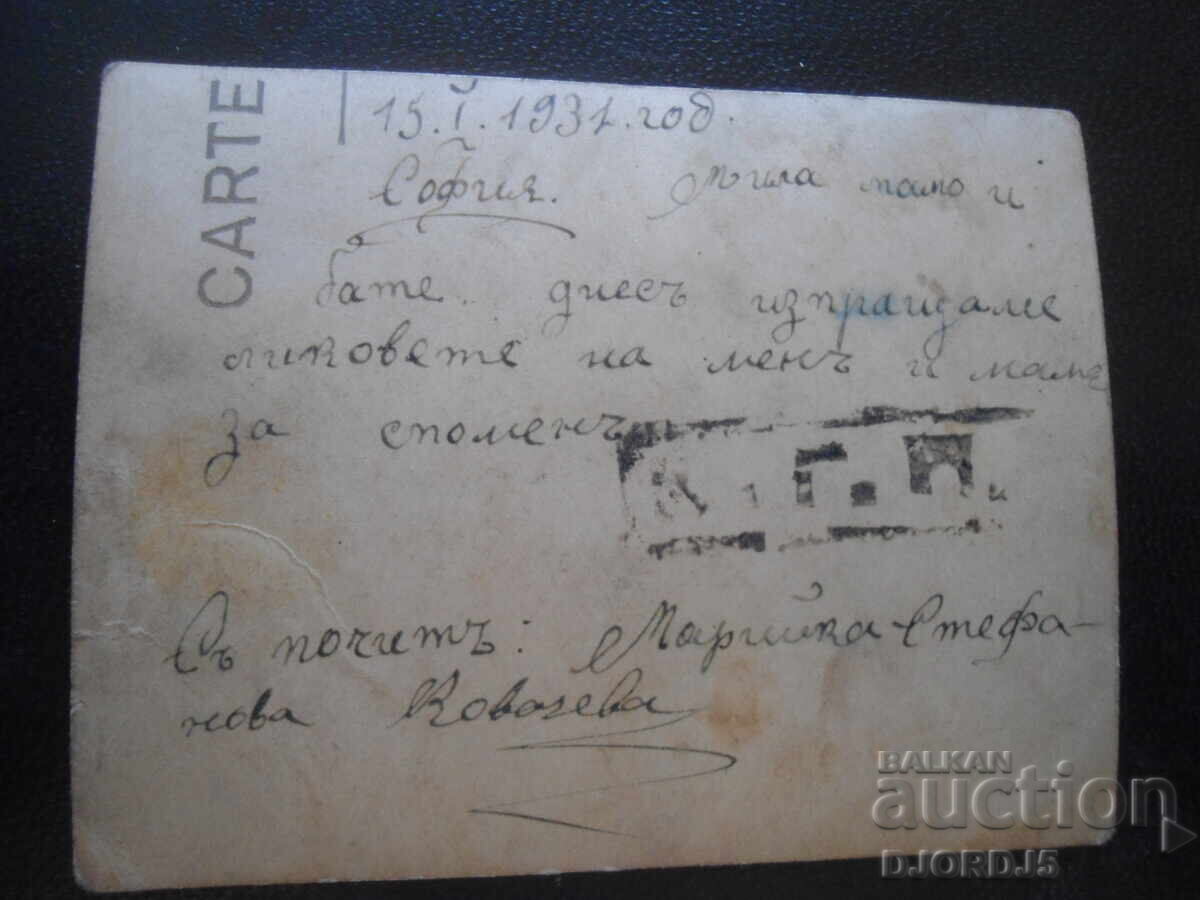 CARTE
15.I.1931.год.
София. Мила мамо и
бате. днесъ изпращаме
ликовете на менъ и мама
за споменъ
Г.
Съ почитъ: Марийка Стефа-
нова Ковачева
BALKAN
auction
DJORDJ5